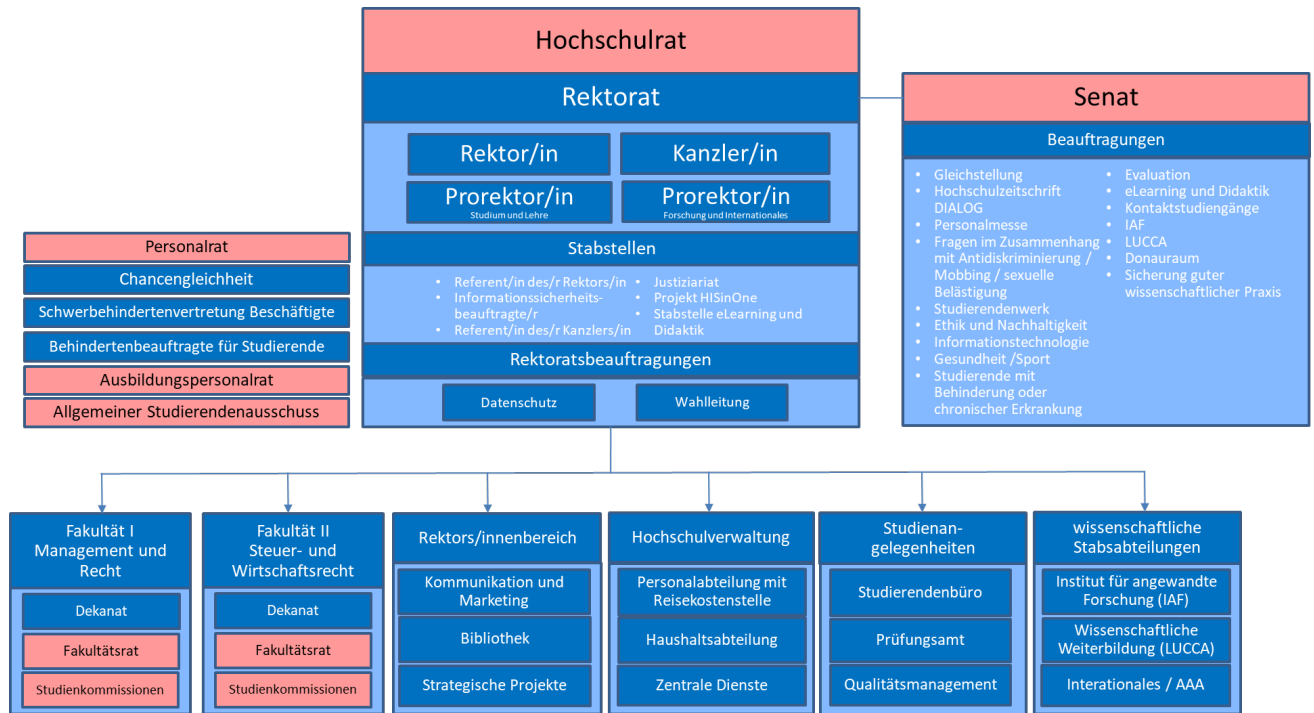 Hochschulrat
Rektorat
Rektor/in
Kanzler/in
Prorektor/in
Studium und Lehre
Prorektor/in
Forschung und Internationales
Stabstellen
• Referent/in des/r Rektors/in
• Informationssicherheits-
beauftragte/r
• Referent/in des/r Kanzlers/in
• Justiziariat
• Projekt HISinOne
• Stabstelle eLearning und
Didaktik
Rektoratsbeauftragungen
Datenschutz
Wahlleitung
Senat
Beauftragungen
• Gleichstellung
• Hochschulzeitschrift
DIALOG
• Personalmesse
• Fragen im Zusammenhang
mit Antidiskriminierung /
Mobbing / sexuelle
Belästigung
• Studierendenwerk
• Ethik und Nachhaltigkeit
• Informationstechnologie
• Gesundheit /Sport
• Studierende mit
Behinderung oder
chronischer Erkrankung
• Evaluation
• eLearning und Didaktik
• Kontaktstudiengänge
• IAF
• LUCCA
• Donauraum
• Sicherung guter
wissenschaftlicher Praxis
Personalrat
Chancengleichheit
Schwerbehindertenvertretung Beschäftigte
Behindertenbeauftragte für Studierende
Ausbildungspersonalrat
Allgemeiner Studierendenausschuss
Fakultät I
Management und
Recht
Dekanat
Fakultätsrat
Studienkommissionen
Fakultät II
Steuer- und
Wirtschaftsrecht
Dekanat
Fakultätsrat
Studienkommissionen
Rektors/innenbereich
Kommunikation und
Marketing
Bibliothek
Strategische Projekte
Hochschulverwaltung
Personalabteilung mit
Reisekostenstelle
Haushaltsabteilung
Zentrale Dienste
Studienan-
gelegenheiten
Studierendenbüro
Prüfungsamt
Qualitätsmanagement
wissenschaftliche
Stabsabteilungen
Institut für angewandte
Forschung (IAF)
Wissenschaftliche
Weiterbildung (LUCCA)
Interationales / AAA